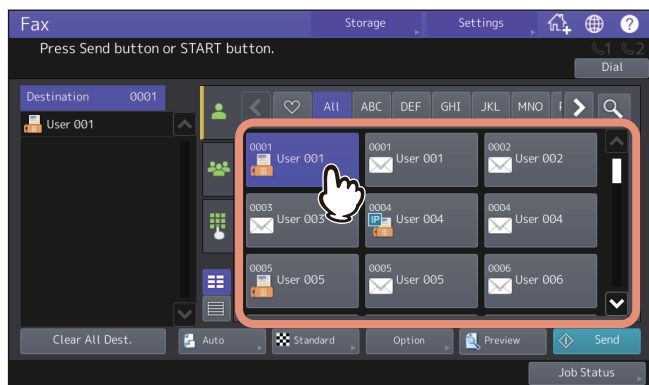 Fax Storage Settings ?
Press Send button or START button.
1 2
Dial
Destination 0001
User 001
All ABC DEF GHI JKL MNO
0001 User 001
0001 User 001
0002 User 002
0003 User 003
0004 IP User 004
0004 User 004
0005 User 005
0005 User 005
0006 User 006
Clear All Dest. Auto Standard Option Preview Send
Job Status